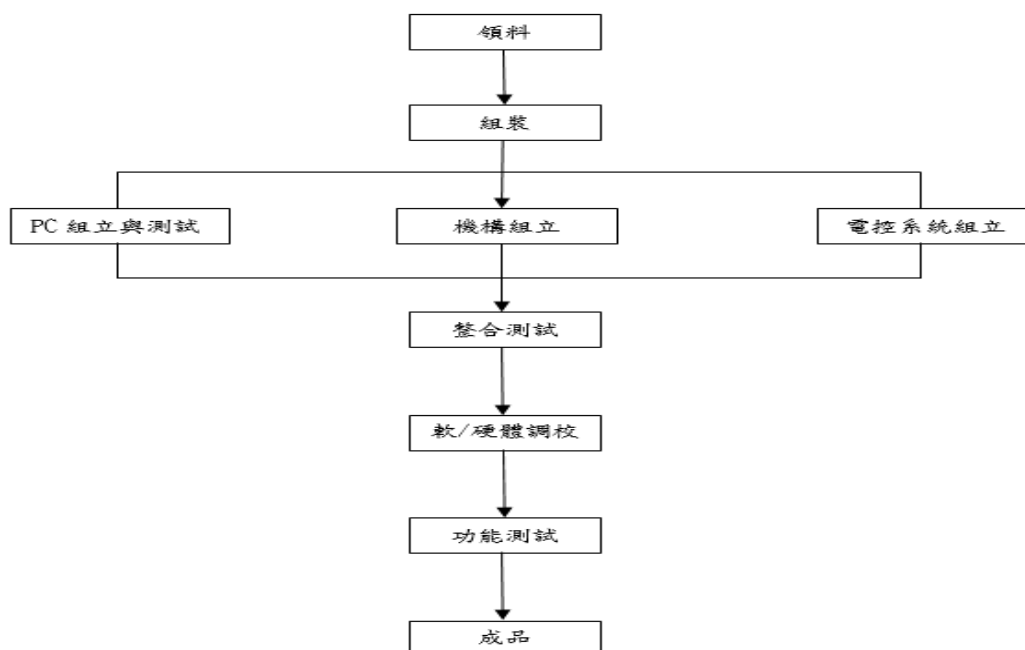 領料
組裝
PC 組立與測試
機構組立
電控系統組立
整合測試
軟/硬體調校
功能測試
成品